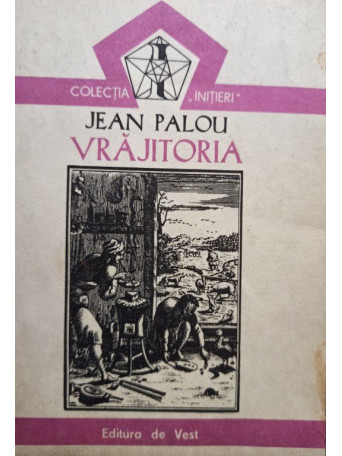 COLECȚIA „INIȚIERI“
JEAN PALOU
VRĂJITORIA
Editura de Vest